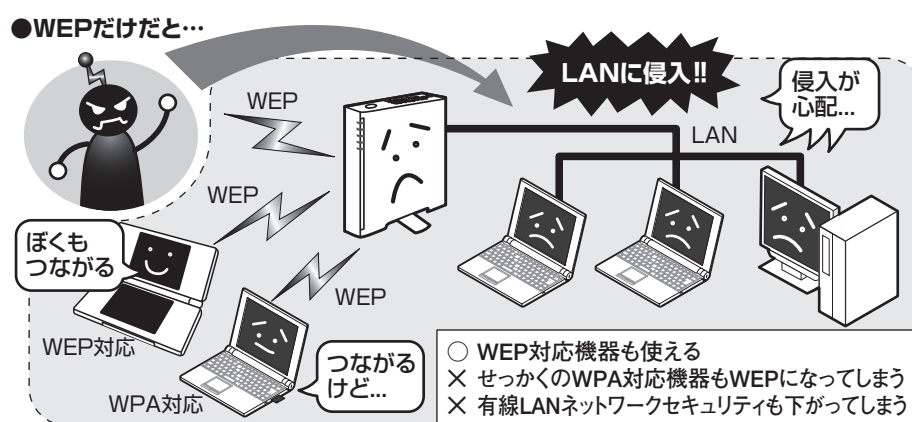 ●WEPだけだと…
LANに侵入!!
侵入が
心配...
WEP
LAN
WEP
ぼくも
つながる
WEP
WEP対応
つながる
けど...
WPA対応
○ WEP対応機器も使える
× せっかくのWPA対応機器もWEPになってしまう
× 有線LANネットワークセキュリティも下がってしまう